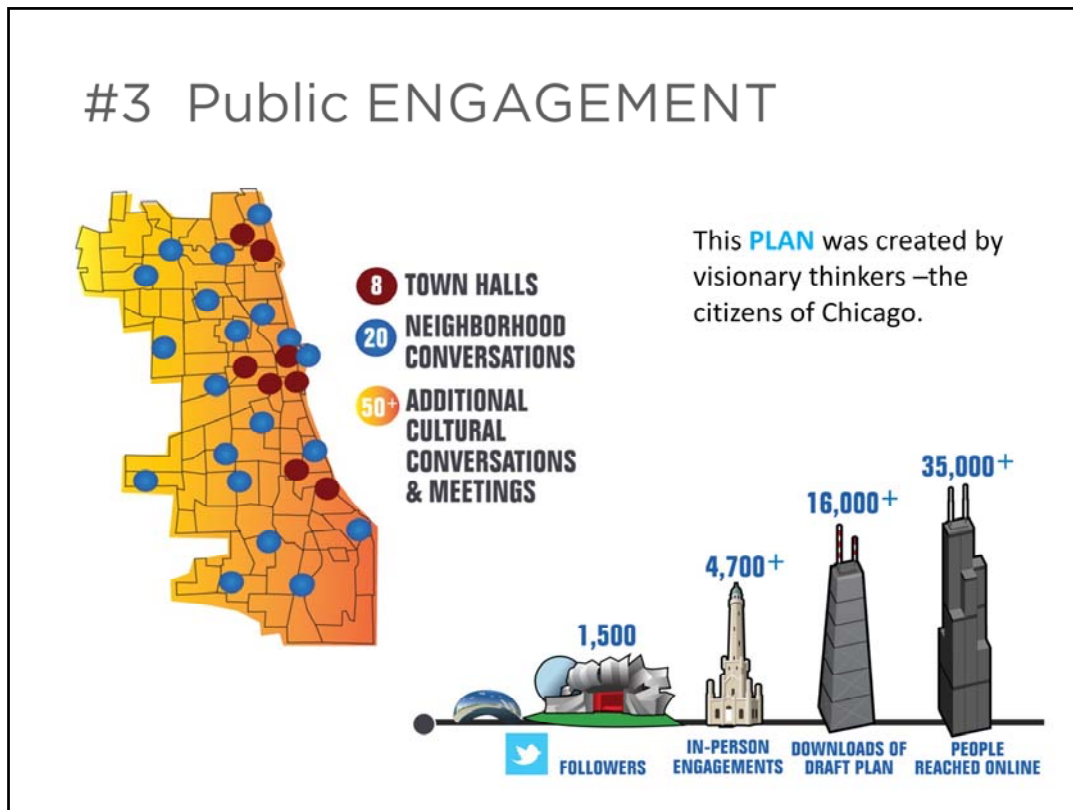 #3 Public ENGAGEMENT
This PLAN was created by
visionary thinkers –the
citizens of Chicago.
8 TOWN HALLS
20 NEIGHBORHOOD
CONVERSATIONS
50+ ADDITIONAL
CULTURAL
CONVERSATIONS
& MEETINGS
1,500
FOLLOWERS
4,700+
IN-PERSON
ENGAGEMENTS
16,000+
DOWNLOADS OF
DRAFT PLAN
35,000+
PEOPLE
REACHED ONLINE